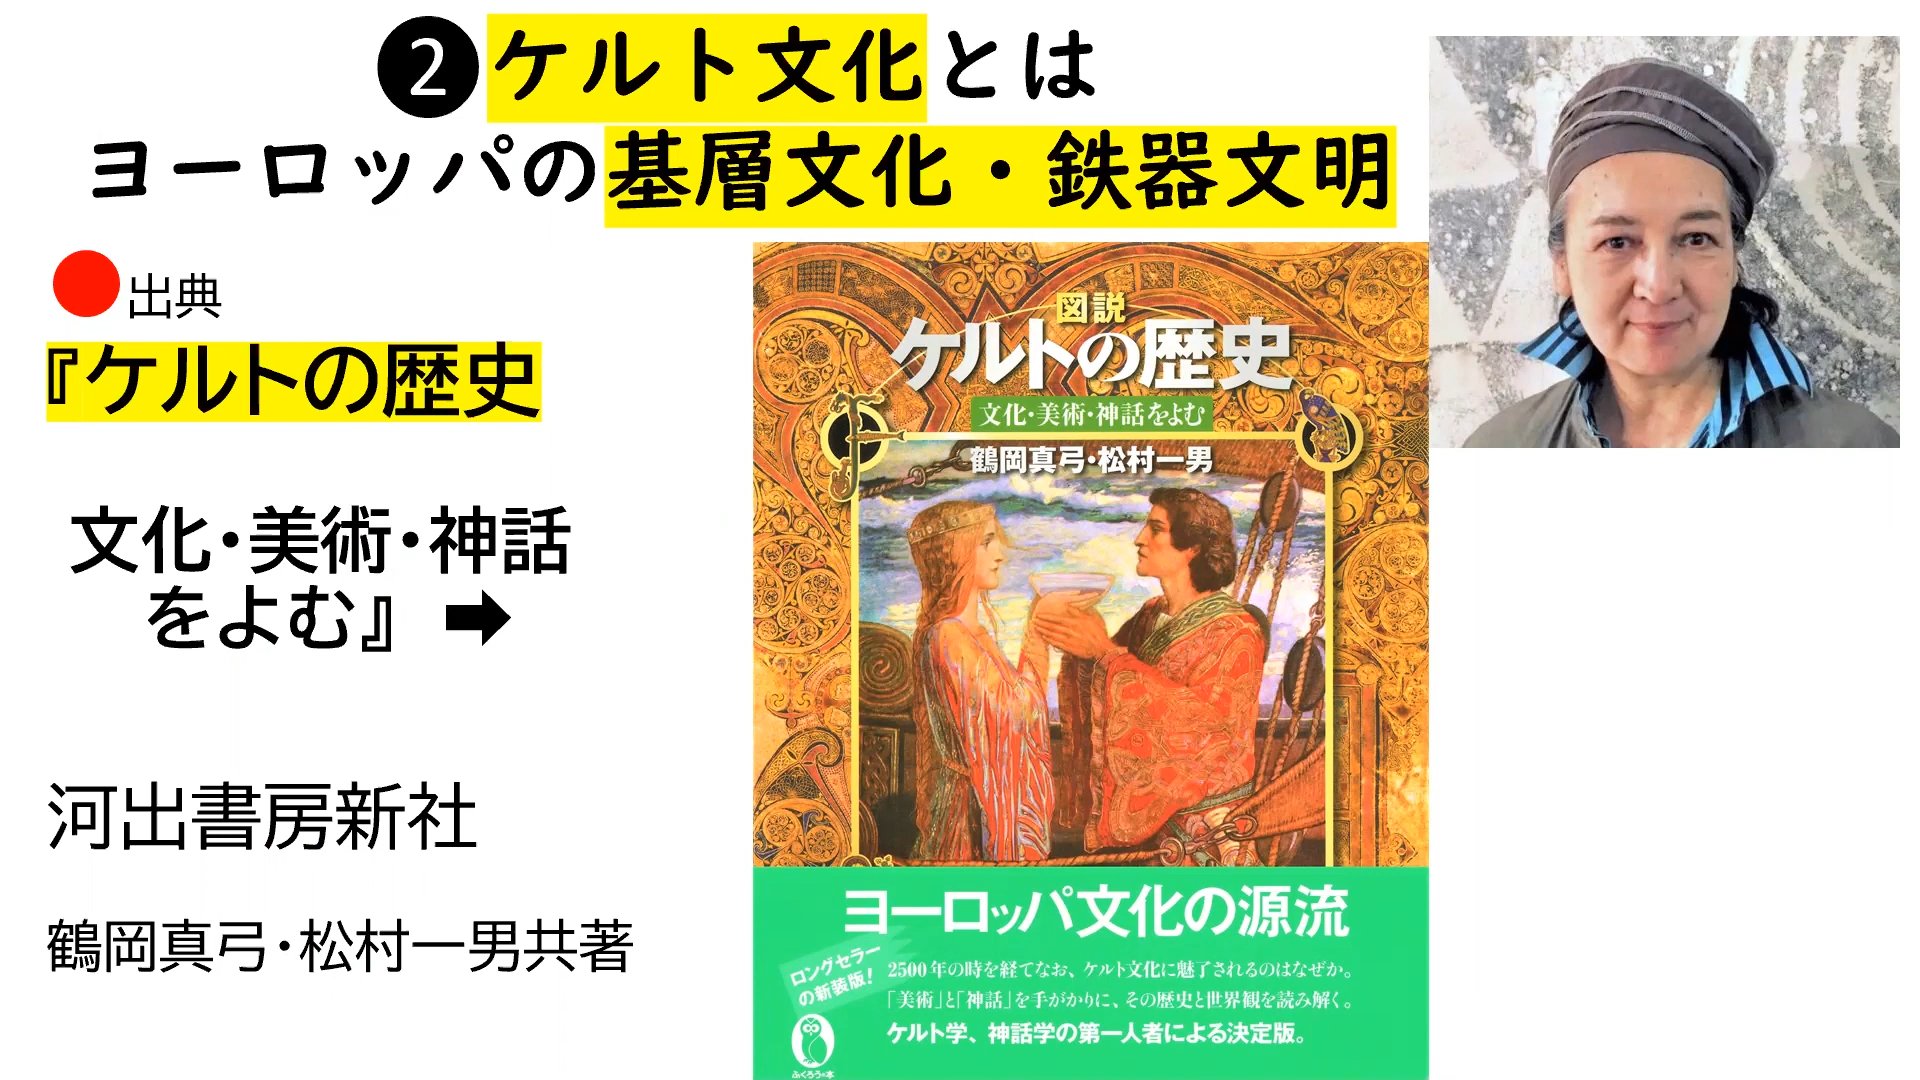 ❷ケルト文化とは
ヨーロッパの基層文化・鉄器文明
出典
『ケルトの歴史
文化・美術・神話
をよむ』 ➡
河出書房新社
鶴岡真弓・松村一男共著
図説
ケルトの歴史
文化・美術・神話をよむ
鶴岡真弓・松村一男
ヨーロッパ文化の源流
ロングセラー
の新装版!
2500年の時を経てなお、ケルト文化に魅了されるのはなぜか。
「美術」と「神話」を手がかりに、その歴史と世界観を読み解く。
ケルト学、神話学の第一人者による決定版。
ふくろうの本